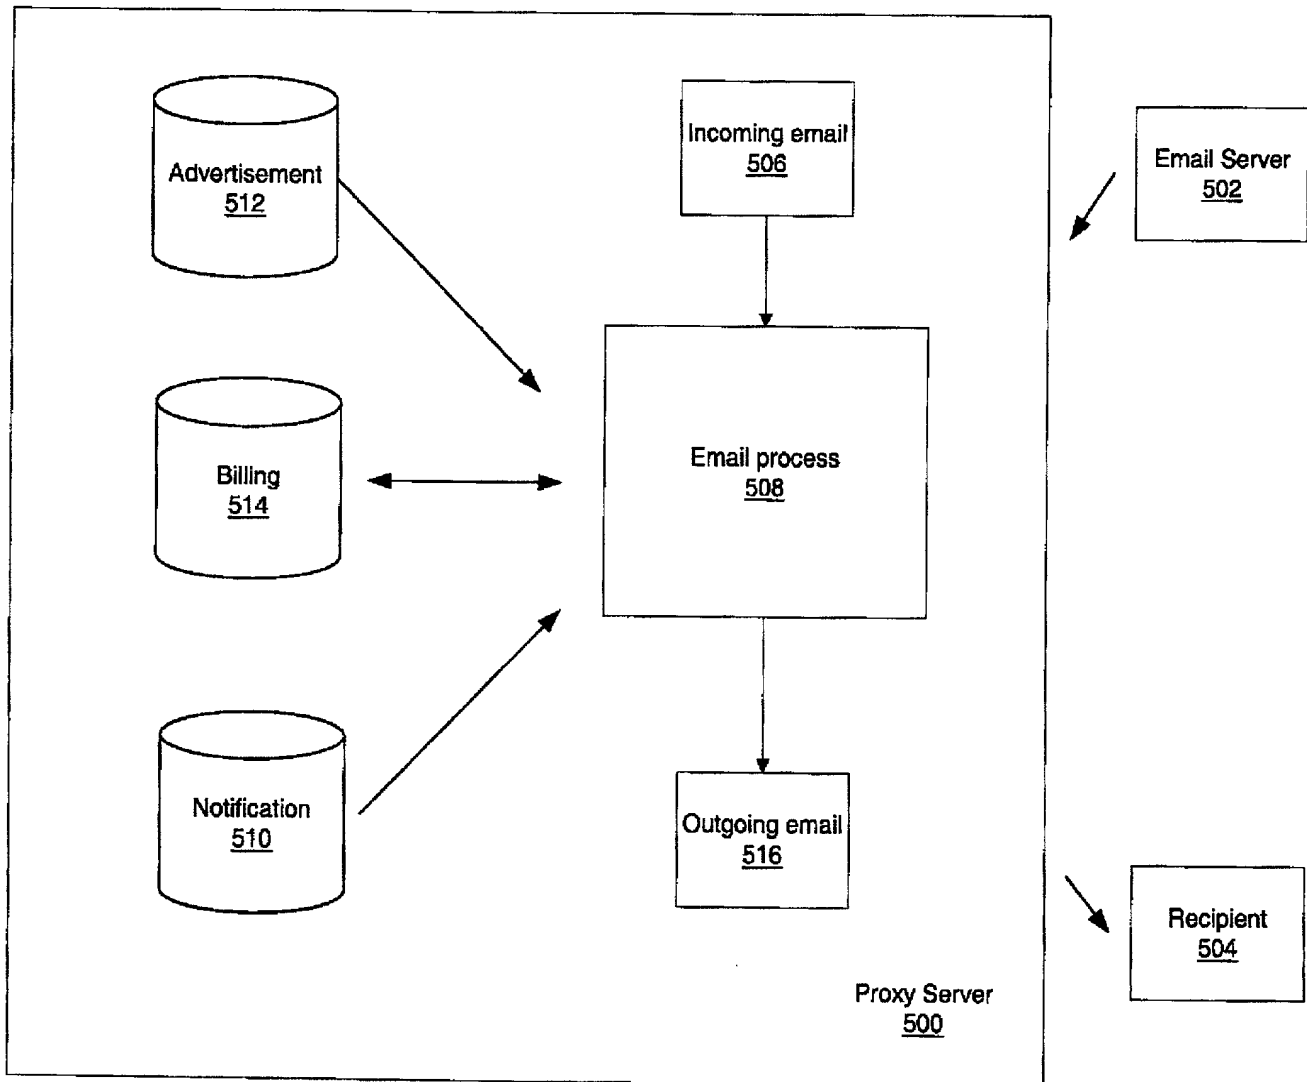 Advertisement
512
Incoming email
506
Email Server
502
Billing
514
Email process
508
Notification
510
Outgoing email
516
Recipient
504
Proxy Server
500